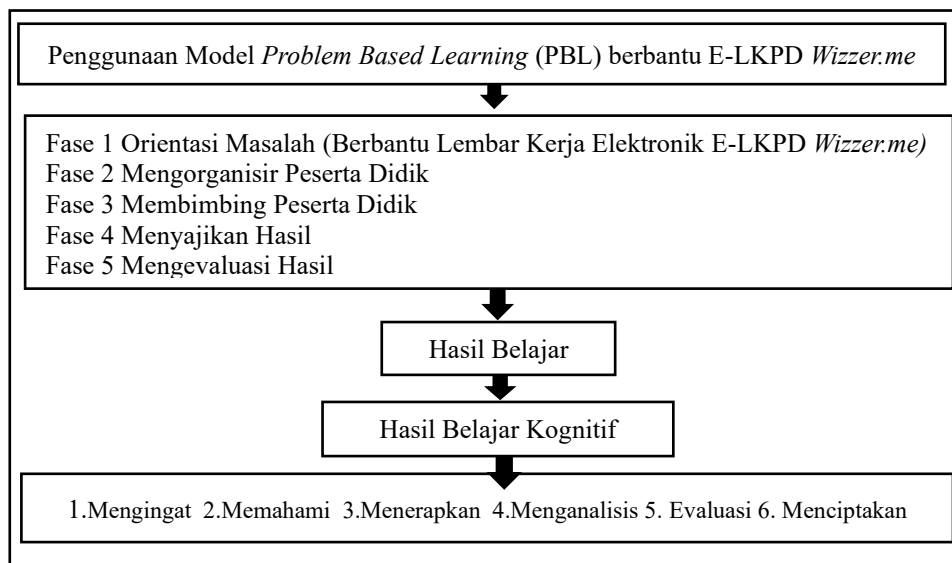 Penggunaan Model Problem Based Learning (PBL) berbantu E-LKPD Wizzer.me
Fase 1 Orientasi Masalah (Berbantu Lembar Kerja Elektronik E-LKPD Wizzer.me)
Fase 2 Mengorganisir Peserta Didik
Fase 3 Membimbing Peserta Didik
Fase 4 Menyajikan Hasil
Fase 5 Mengevaluasi Hasil
Hasil Belajar
Hasil Belajar Kognitif
1.Mengingat 2.Memahami 3.Menerapkan 4.Menganalisis 5. Evaluasi 6. Menciptakan